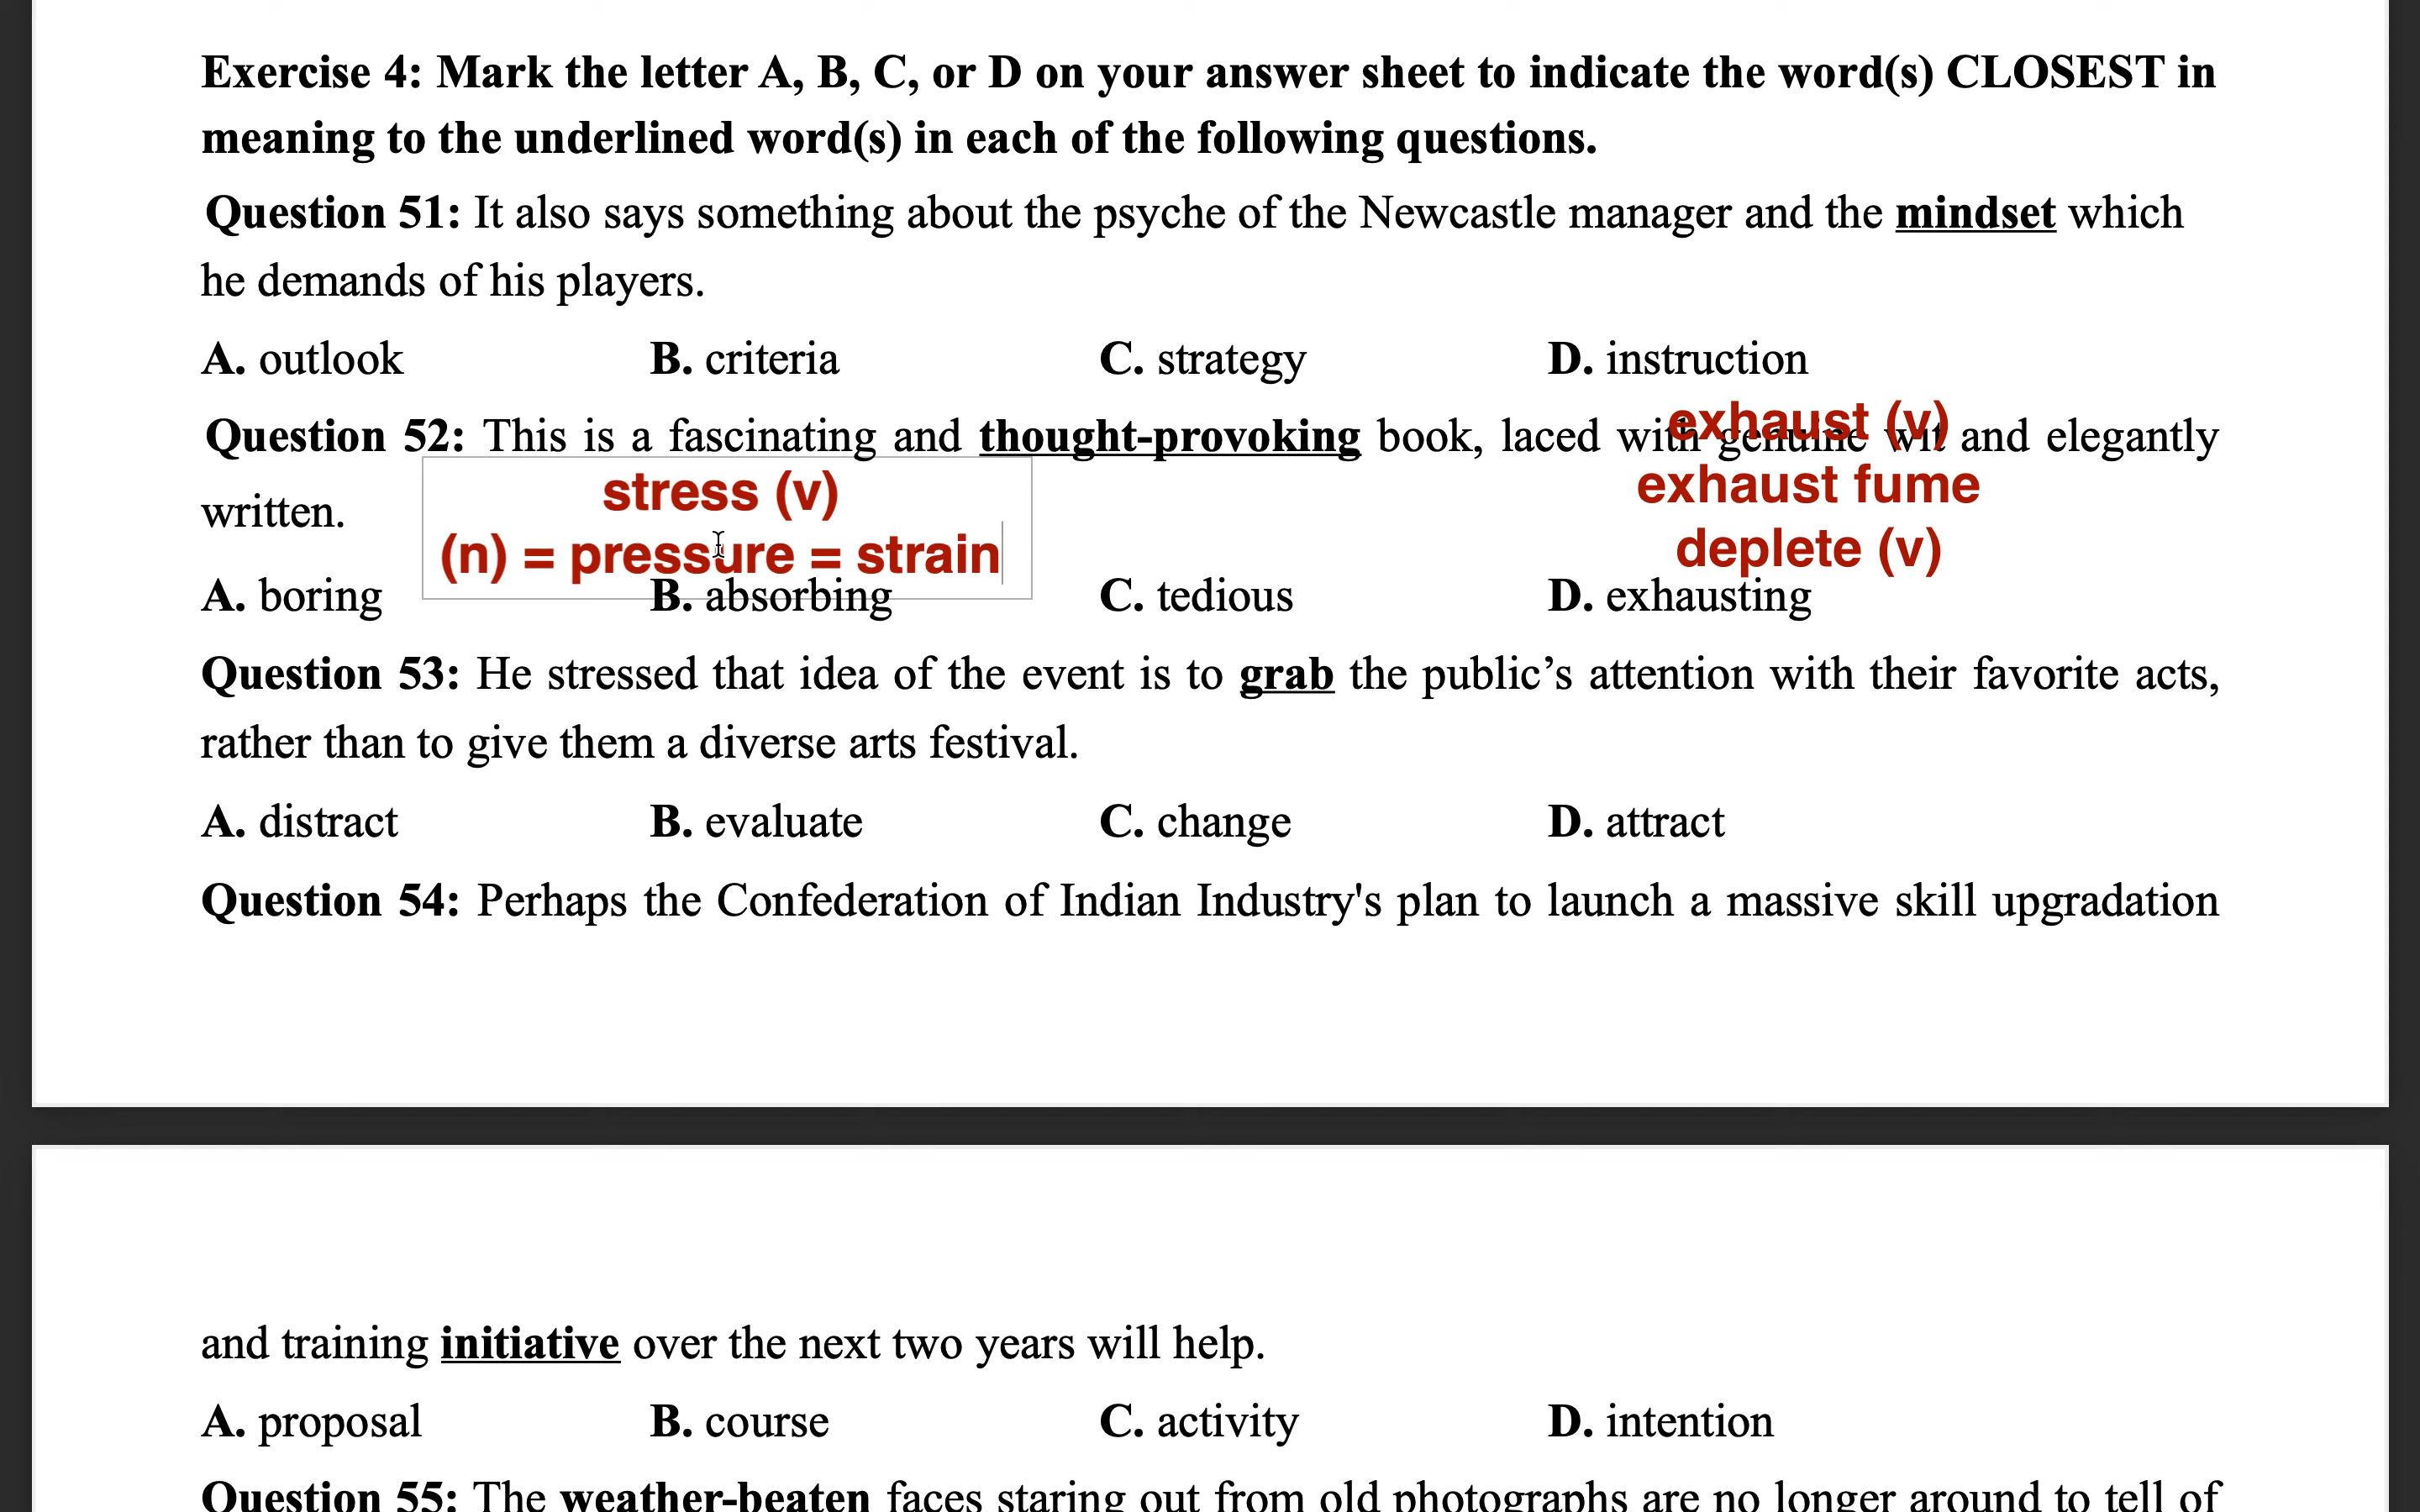 Exercise 4: Mark the letter A, B, C, or D on your answer sheet to indicate the word(s) CLOSEST in
meaning to the underlined word(s) in each of the following questions.
Question 51: It also says something about the psyche of the Newcastle manager and the mindset which
he demands of his players.
A. outlook B. criteria C. strategy D. instruction
exhaust (v)
Question 52: This is a fascinating and thought-provoking book, laced with genuine wit and elegantly
exhaust fume
stress (v)
written.
deplete (v)
(n) = pressure = strain
A. boring B. absorbing C. tedious D. exhausting
Question 53: He stressed that idea of the event is to grab the public’s attention with their favorite acts,
rather than to give them a diverse arts festival.
A. distract B. evaluate C. change D. attract
Question 54: Perhaps the Confederation of Indian Industry's plan to launch a massive skill upgradation
and training initiative over the next two years will help.
A. proposal B. course C. activity D. intention
Question 55: The weather-beaten faces staring out from old photographs are no longer around to tell of